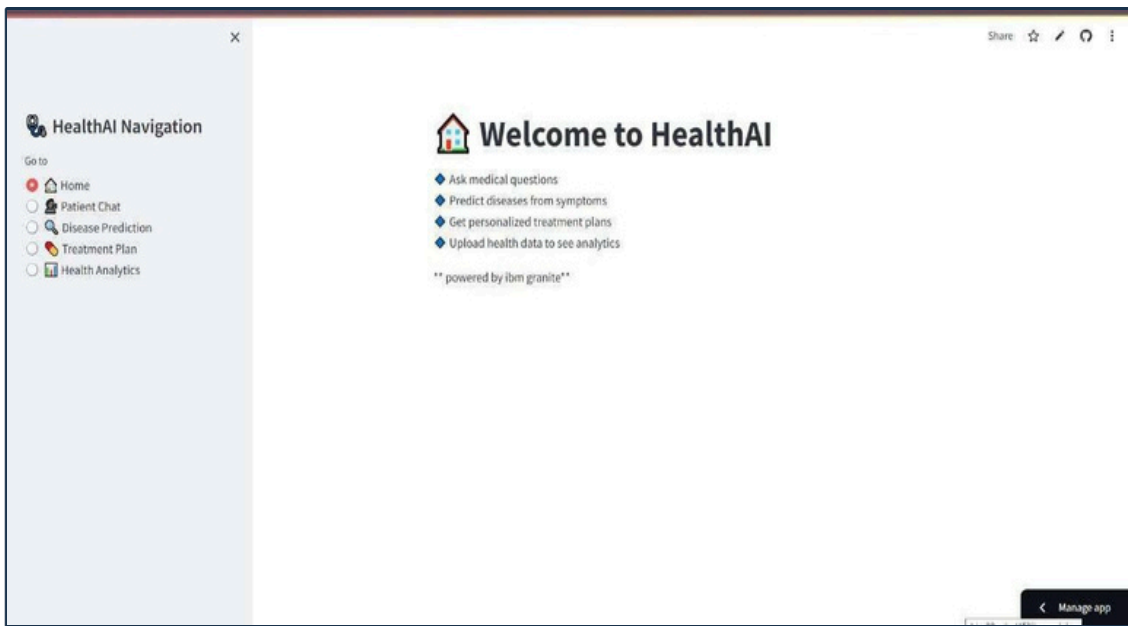 Share
HealthAI Navigation
Go to
Home
Patient Chat
Disease Prediction
Treatment Plan
Health Analytics
Welcome to HealthAI
Ask medical questions
Predict diseases from symptoms
Get personalized treatment plans
Upload health data to see analytics
** powered by ibm granite**
Manage app